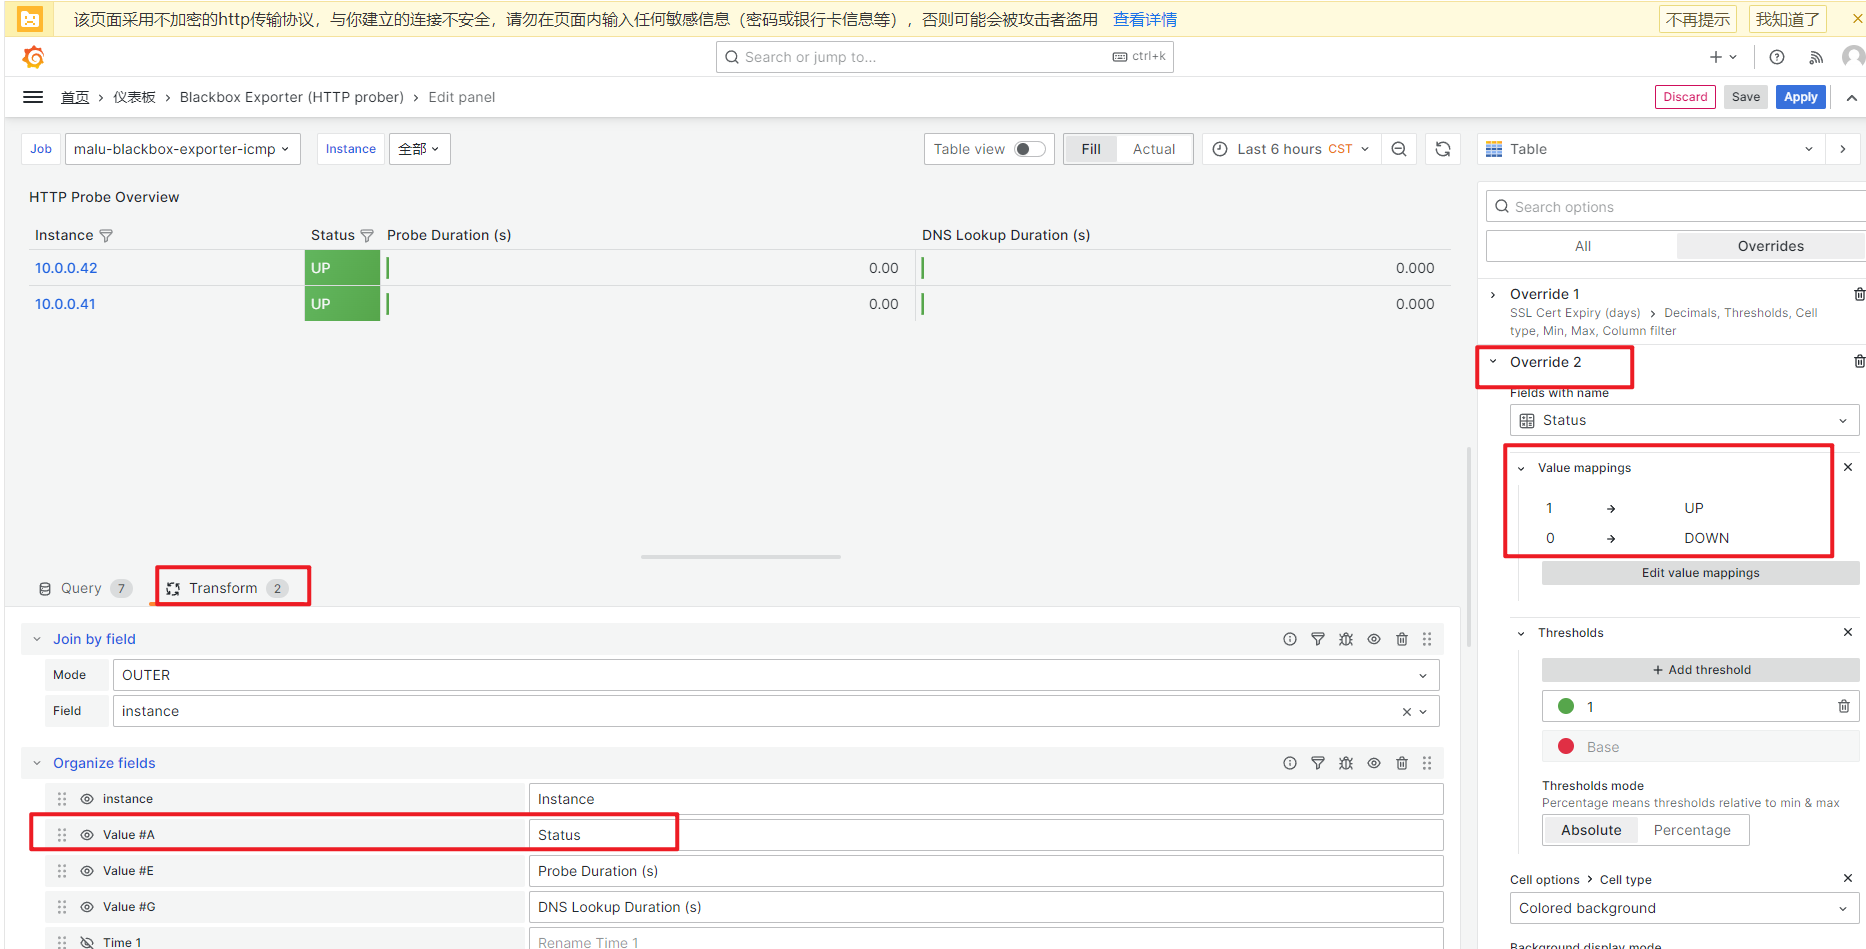 该页面采用不加密的http传输协议，与你建立的连接不安全，请勿在页面内输入任何敏感信息（密码或银行卡信息等），否则可能会被攻击者盗用 查看详情 不再提示 我知道了
Search or jump to... ctrl+k
首页 › 仪表板 › Blackbox Exporter (HTTP prober) › Edit panel Discard Save Apply
Job malu-blackbox-exporter-icmp Instance 全部 Table view Fill Actual Last 6 hours CST Table
HTTP Probe Overview
Search options
Instance Status Probe Duration (s) DNS Lookup Duration (s)
All Overrides
10.0.0.42 UP 0.00 0.000
10.0.0.41 UP 0.00 0.000
Override 1
SSL Cert Expiry (days) › Decimals, Thresholds, Cell
type, Min, Max, Column filter
Override 2
Fields with name
Status
Value mappings
1 → UP
0 → DOWN
Edit value mappings
Thresholds
+ Add threshold
1
Base
Thresholds mode
Percentage means thresholds relative to min & max
Absolute Percentage
Cell options › Cell type
Colored background
Background display mode
Query 7 Transform 2
Join by field
Mode OUTER
Field instance
Organize fields
instance Instance
Value #A Status
Value #E Probe Duration (s)
Value #G DNS Lookup Duration (s)
Time 1 Rename Time 1